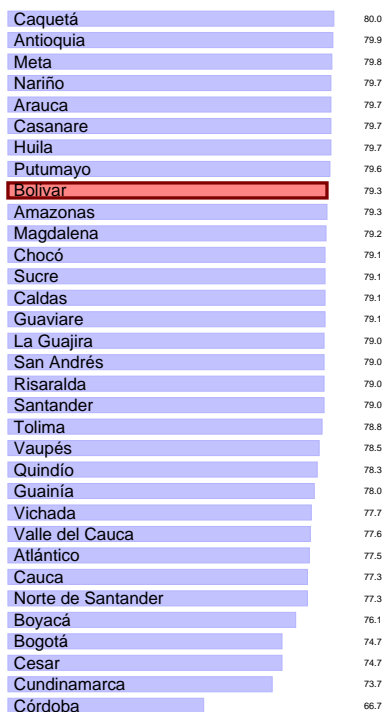 Caquetá 80.0
Antioquia 79.9
Meta 79.8
Nariño 79.7
Arauca 79.7
Casanare 79.7
Huila 79.7
Putumayo 79.6
Bolivar 79.3
Amazonas 79.3
Magdalena 79.2
Chocó 79.1
Sucre 79.1
Caldas 79.1
Guaviare 79.1
La Guajira 79.0
San Andrés 79.0
Risaralda 79.0
Santander 79.0
Tolima 78.8
Vaupés 78.5
Quindío 78.3
Guainía 78.0
Vichada 77.7
Valle del Cauca 77.6
Atlántico 77.5
Cauca 77.3
Norte de Santander 77.3
Boyacá 76.1
Bogotá 74.7
Cesar 74.7
Cundinamarca 73.7
Córdoba 66.7